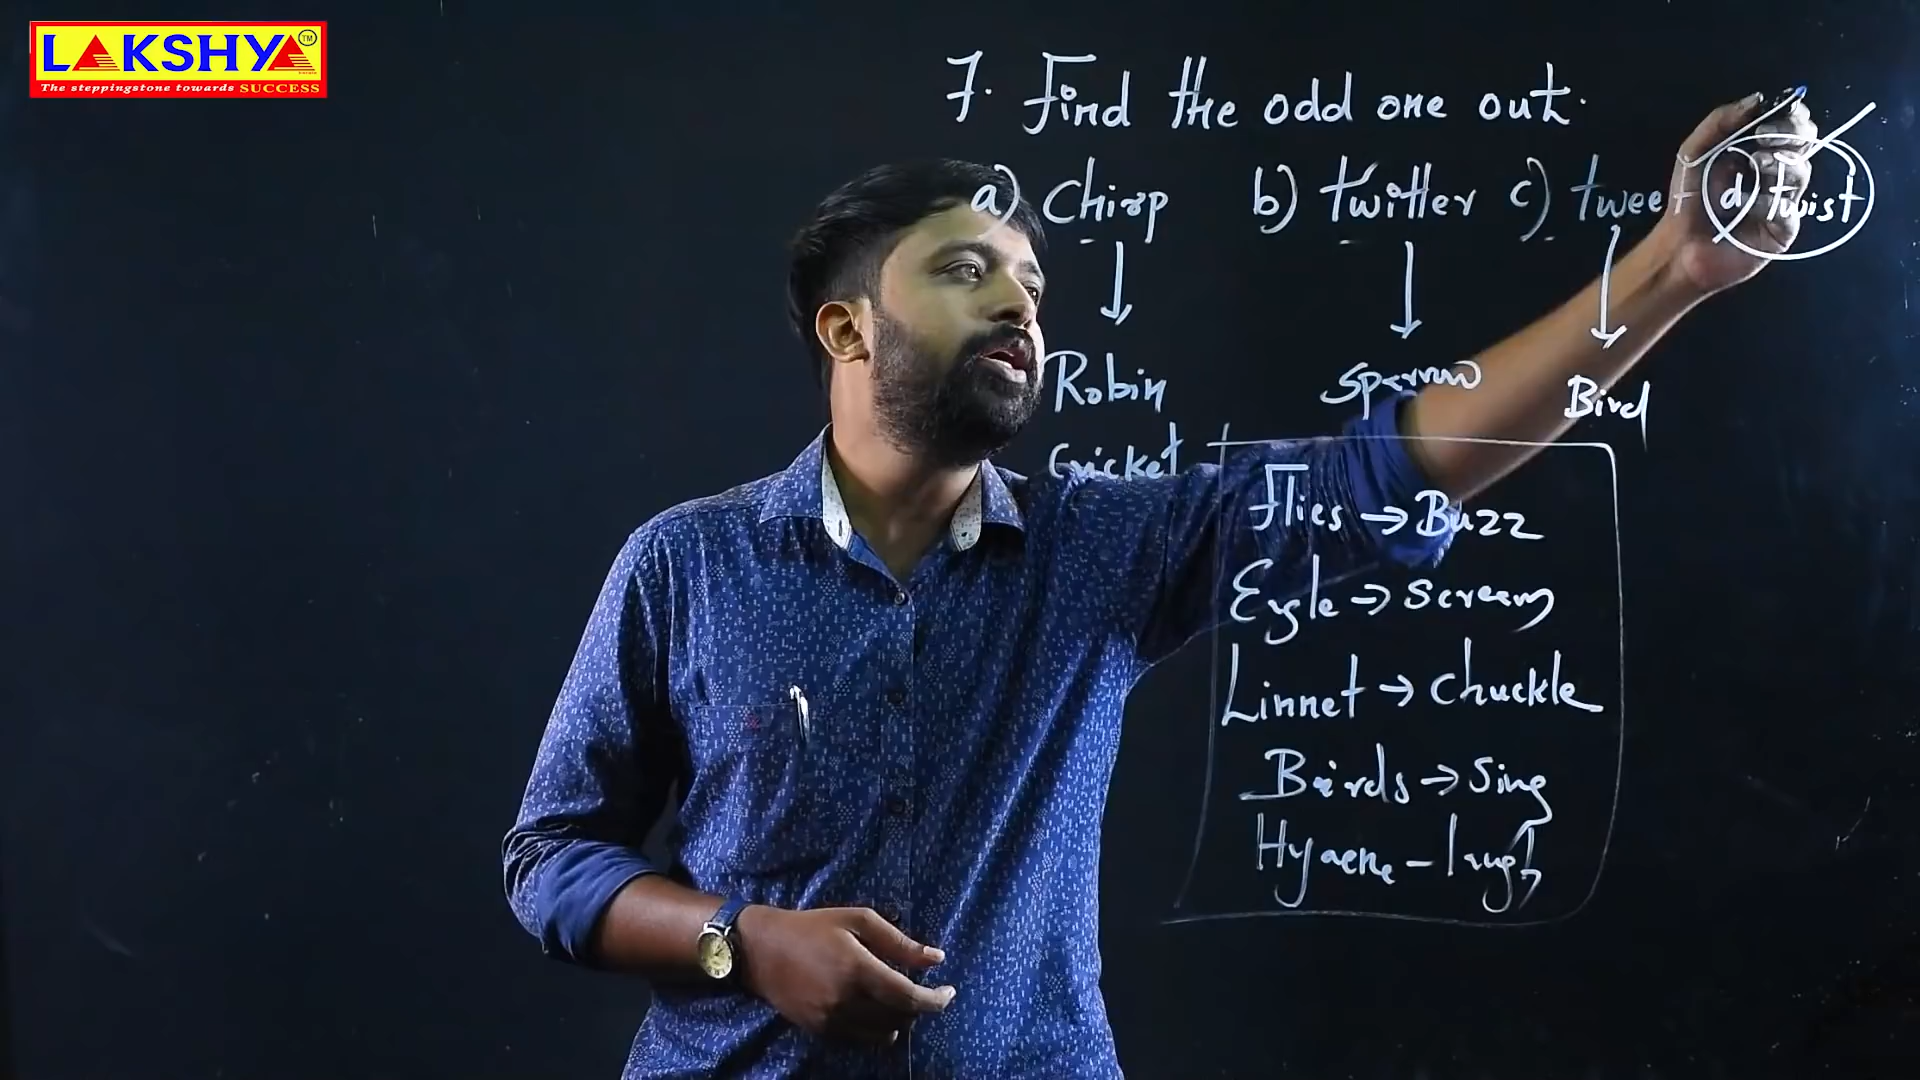 LAKSHYA TM
The steppingstone towards SUCCESS
7. Find the odd one out.
a) Chirp b) twitter c) tweet d) twist
Robin Sparrow Bird
Cricket
Flies → Buzz
Eagle → Scream
Linnet → Chuckle
Birds → Sing
Hyaena - laugh